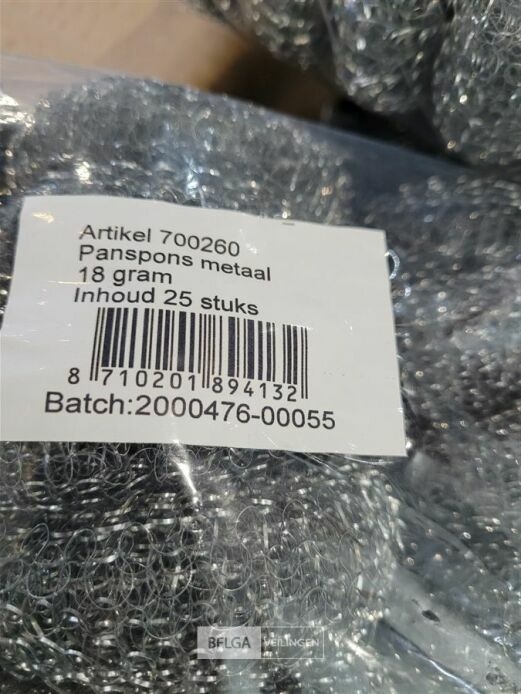 Artikel 700260
Panspons metaal
18 gram
Inhoud 25 stuks
8 710201 894132
Batch:2000476-00055
BELGA VEILINGEN